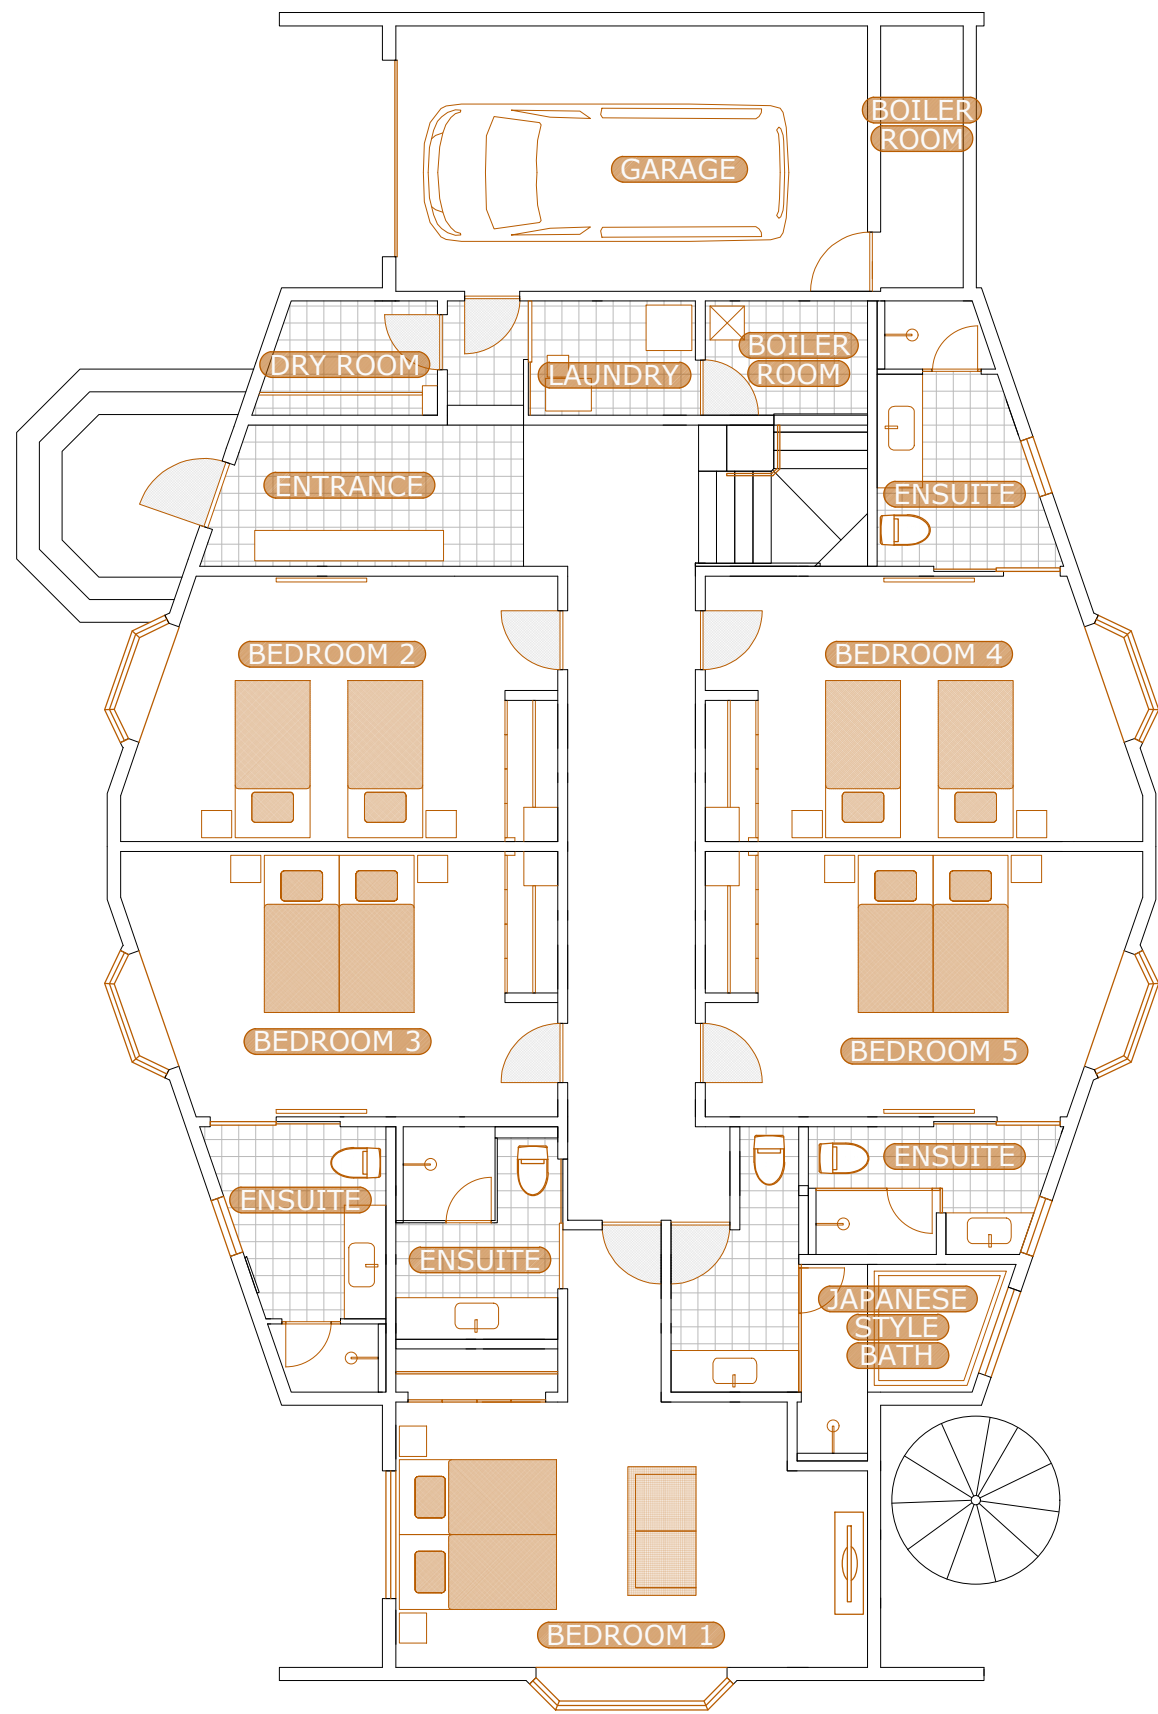 BOILER
ROOM
GARAGE
DRY ROOM
LAUNDRY
BOILER
ROOM
ENTRANCE
ENSUITE
BEDROOM 2
BEDROOM 4
BEDROOM 3
BEDROOM 5
ENSUITE
ENSUITE
ENSUITE
JAPANESE
STYLE
BATH
BEDROOM 1